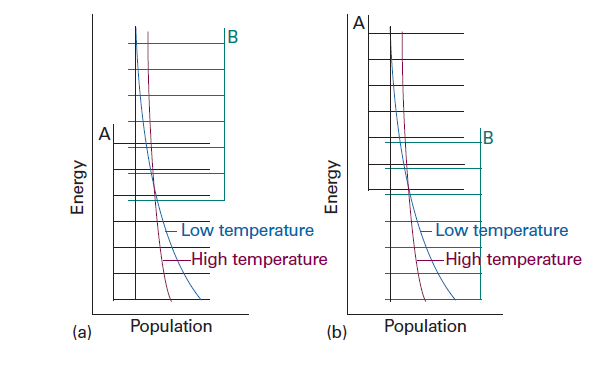 B
A
Energy
Low temperature
High temperature
(a)
Population
A
B
Energy
Low temperature
High temperature
(b)
Population